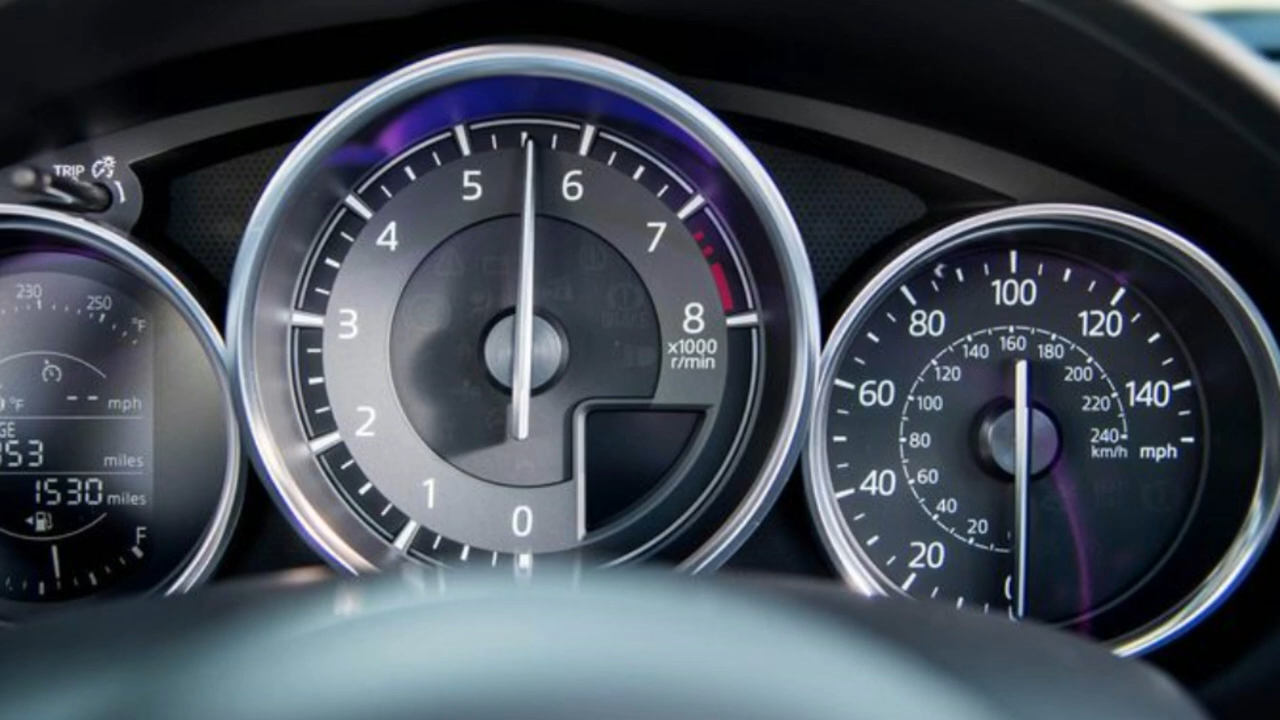 TRIP
230 250 °F
°F -- mph
GE
53 miles
1530 miles
F
0 1 2 3 4 5 6 7 8
x1000
r/min
20 40 60 80 100 120 140
mph
20 40 60 80 100 120 140 160 180 200 220 240
km/h